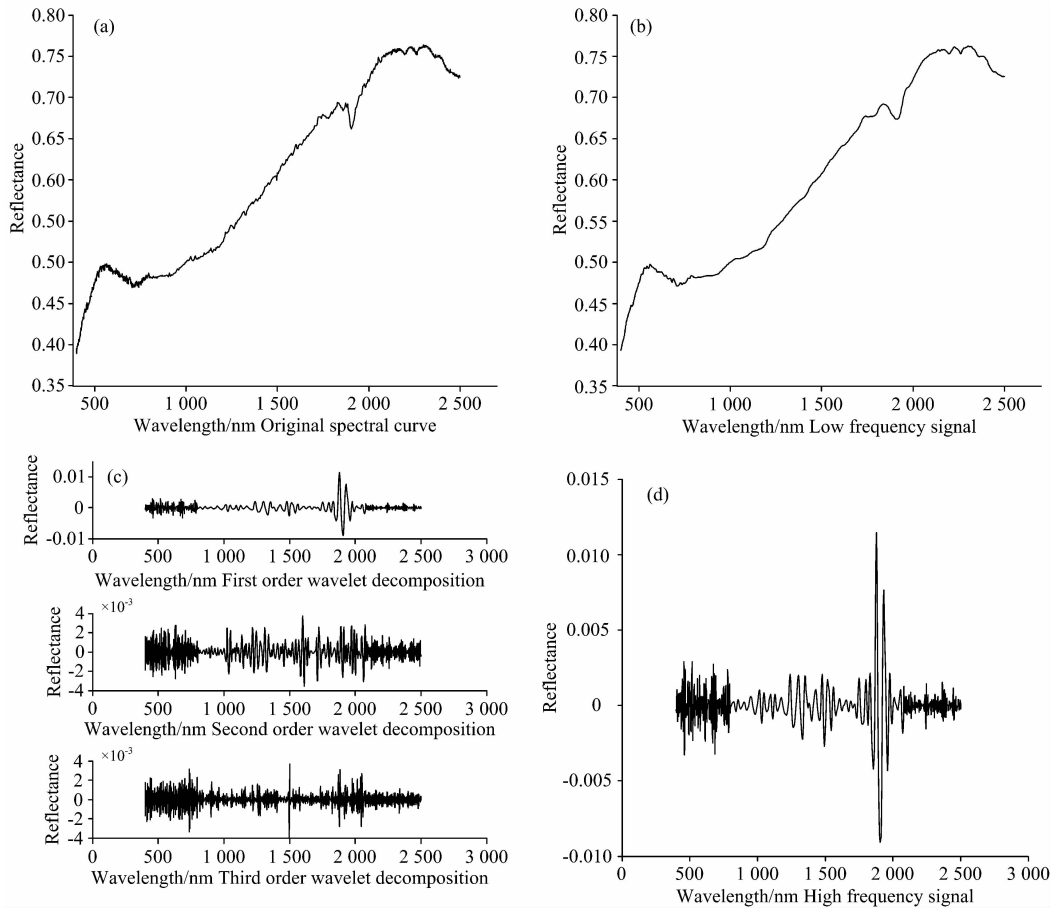 (a)
0.80
0.75
0.70
0.65
0.60
0.50
0.50
0.45
0.40
0.35
Reflectance
500 1 000 1 500 2 000 2 500
Wavelength/nm Original spectral curve
(b)
0.80
0.75
0.70
0.65
0.60
0.55
0.50
0.45
0.40
0.35
Reflectance
500 1 000 1 500 2 000 2 500
Wavelength/nm Low frequency signal
(c)
0.01
0
-0.01
Reflectance
0 500 1 000 1 500 2 000 2 500 3 000
Wavelength/nm First order wavelet decomposition
×10-3
4
2
0
-2
-4
Reflectance
0 500 1 000 1 500 2 000 2 500 3 000
Wavelength/nm Second order wavelet decomposition
×10-3
4
2
0
-2
-4
Reflectance
0 500 1 000 1 500 2 000 2 500 3 000
Wavelength/nm Third order wavelet decomposition
(d)
0.015
0.010
0.005
0
-0.005
-0.010
Reflectance
0 500 1 000 1 500 2 000 2 500 3 000
Wavelength/nm High frequency signal